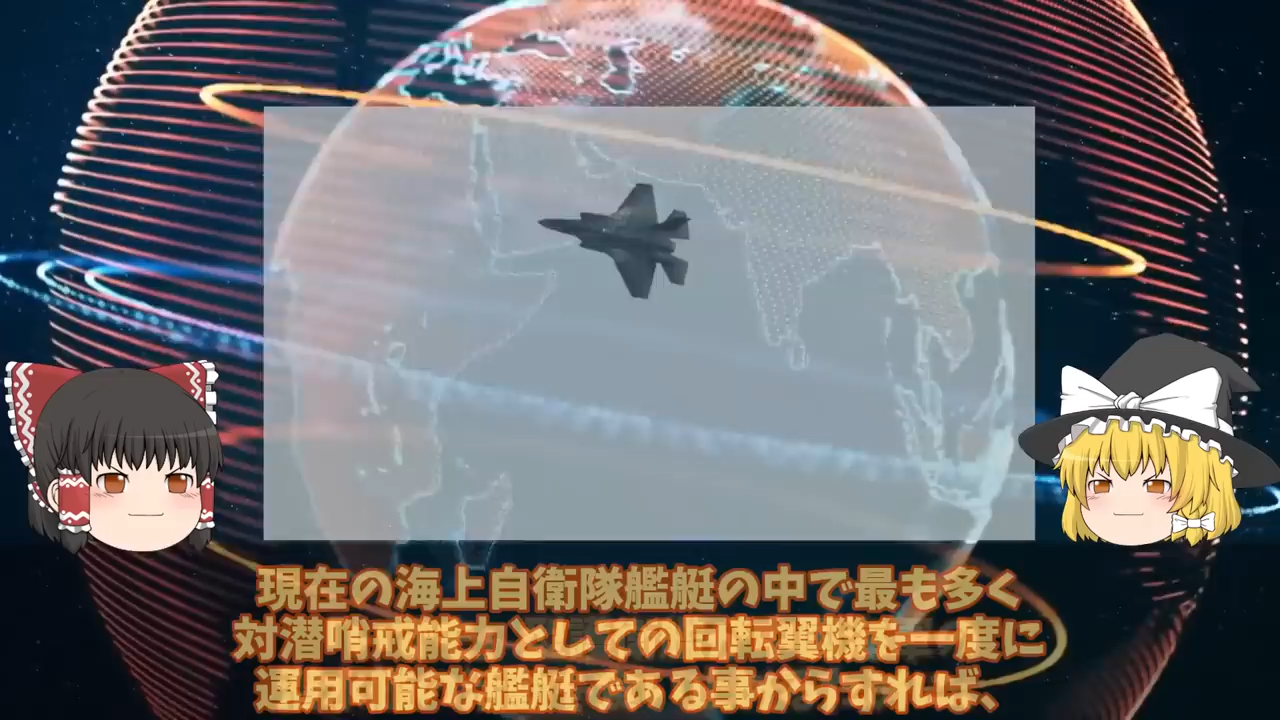 現在の海上自衛隊艦艇の中で最も多く
対潜哨戒能力としての回転翼機を一度に
運用可能な艦艇である事からすれば、